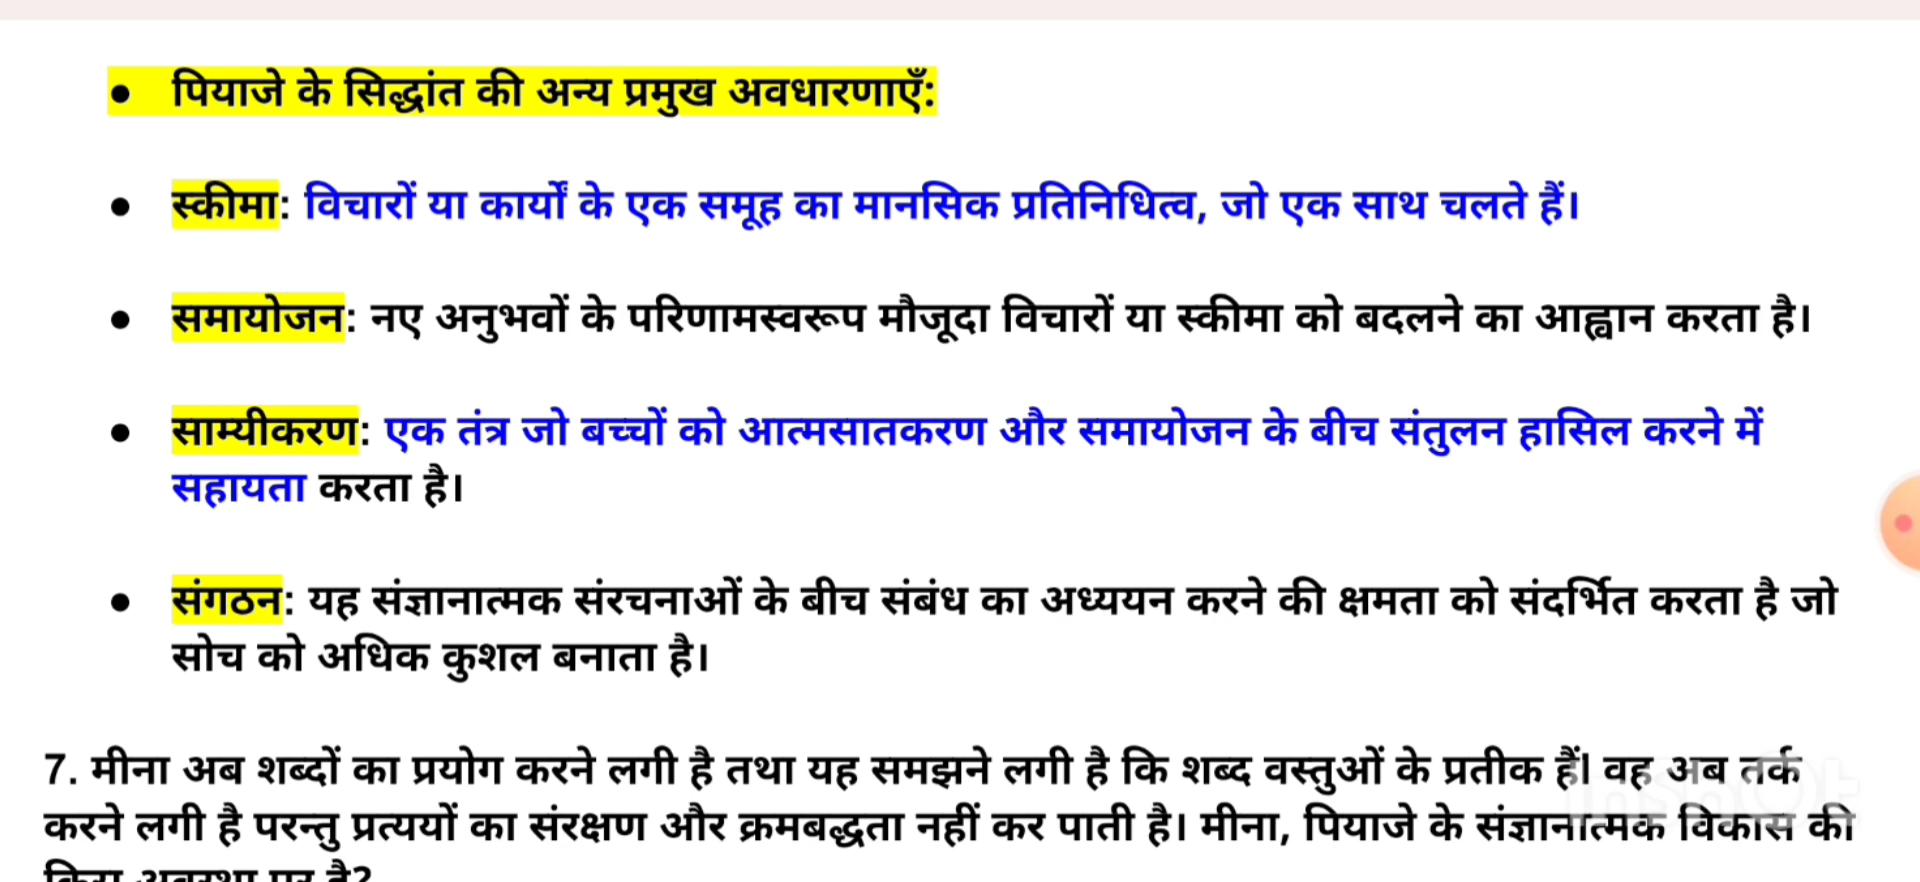 • पियाजे के सिद्धांत की अन्य प्रमुख अवधारणाएँ:
• स्कीमा: विचारों या कार्यों के एक समूह का मानसिक प्रतिनिधित्व, जो एक साथ चलते हैं।
• समायोजन: नए अनुभवों के परिणामस्वरूप मौजूदा विचारों या स्कीमा को बदलने का आह्वान करता है।
• साम्यीकरण: एक तंत्र जो बच्चों को आत्मसातकरण और समायोजन के बीच संतुलन हासिल करने में
सहायता करता है।
• संगठन: यह संज्ञानात्मक संरचनाओं के बीच संबंध का अध्ययन करने की क्षमता को संदर्भित करता है जो
सोच को अधिक कुशल बनाता है।
7. मीना अब शब्दों का प्रयोग करने लगी है तथा यह समझने लगी है कि शब्द वस्तुओं के प्रतीक हैं। वह अब तर्क
करने लगी है परन्तु प्रत्ययों का संरक्षण और क्रमबद्धता नहीं कर पाती है। मीना, पियाजे के संज्ञानात्मक विकास की
किस अवस्था पर है?
InShOt